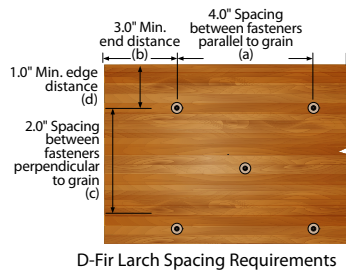 3.0" Min.
end distance
(b)
4.0" Spacing
between fasteners
parallel to grain
(a)
1.0" Min. edge
distance
(d)
2.0" Spacing
between
fasteners
perpendicular
to grain
(c)
D-Fir Larch Spacing Requirements